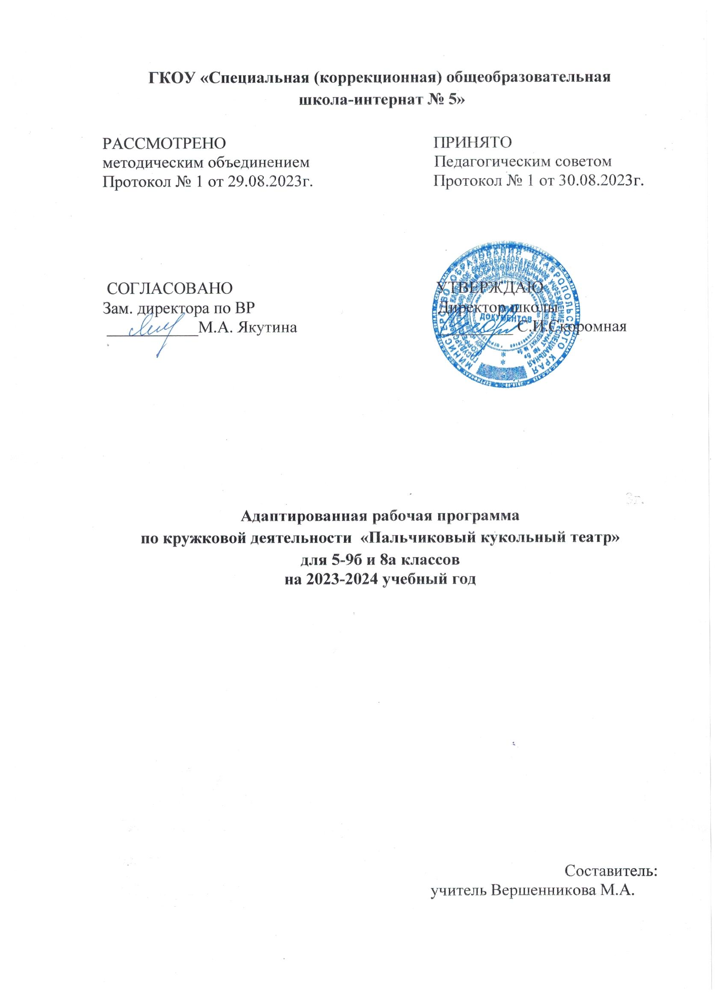 ГКОУ «Специальная (коррекционная) общеобразовательная
школа-интернат № 5»
РАССМОТРЕНО
методическим объединением
Протокол № 1 от 29.08.2023г.
ПРИНЯТО
Педагогическим советом
Протокол № 1 от 30.08.2023г.
СОГЛАСОВАНО
Зам. директора по ВР
___________М.А. Якутина
УТВЕРЖДАЮ
Директор школы
_________С.И.Скоромная
МИНИСТЕРСТВО ОБРАЗОВАНИЯ СТАВРОПОЛЬСКОГО КРАЯ
ДЛЯ
ДОКУМЕНТОВ
Адаптированная рабочая программа
по кружковой деятельности «Пальчиковый кукольный театр»
для 5-9б и 8а классов
на 2023-2024 учебный год
Составитель:
учитель Вершенникова М.А.